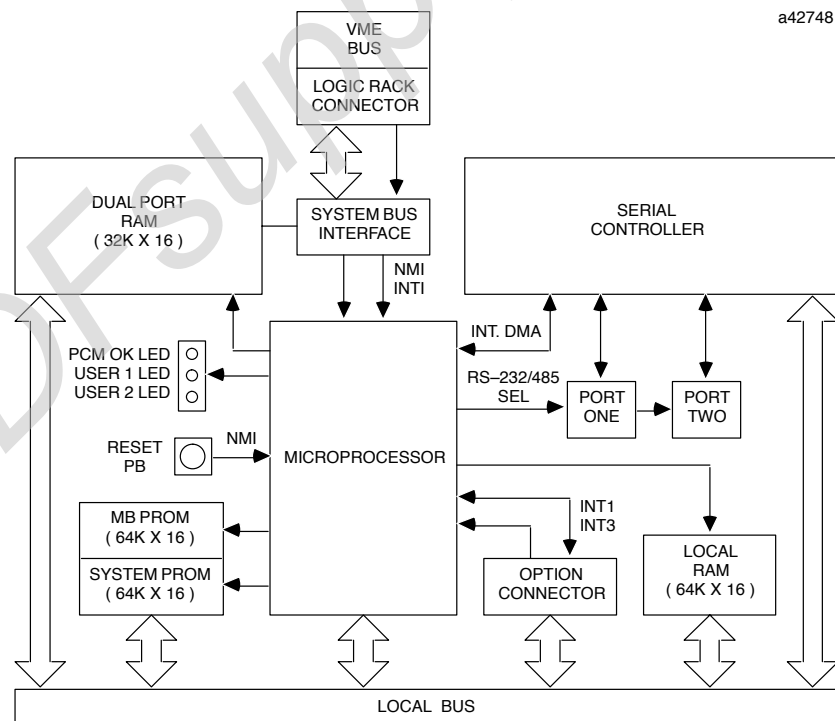 a42748
VME
BUS
LOGIC RACK
CONNECTOR
DUAL PORT
RAM
( 32K X 16 )
SYSTEM BUS
INTERFACE
SERIAL
CONTROLLER
NMI
INTI
INT. DMA
PCM OK LED
USER 1 LED
USER 2 LED
RS–232/485
SEL
PORT
ONE
PORT
TWO
RESET
PB
NMI
MICROPROCESSOR
INT1
INT3
MB PROM
( 64K X 16 )
SYSTEM PROM
( 64K X 16 )
OPTION
CONNECTOR
LOCAL
RAM
( 64K X 16 )
LOCAL BUS
DFsupp